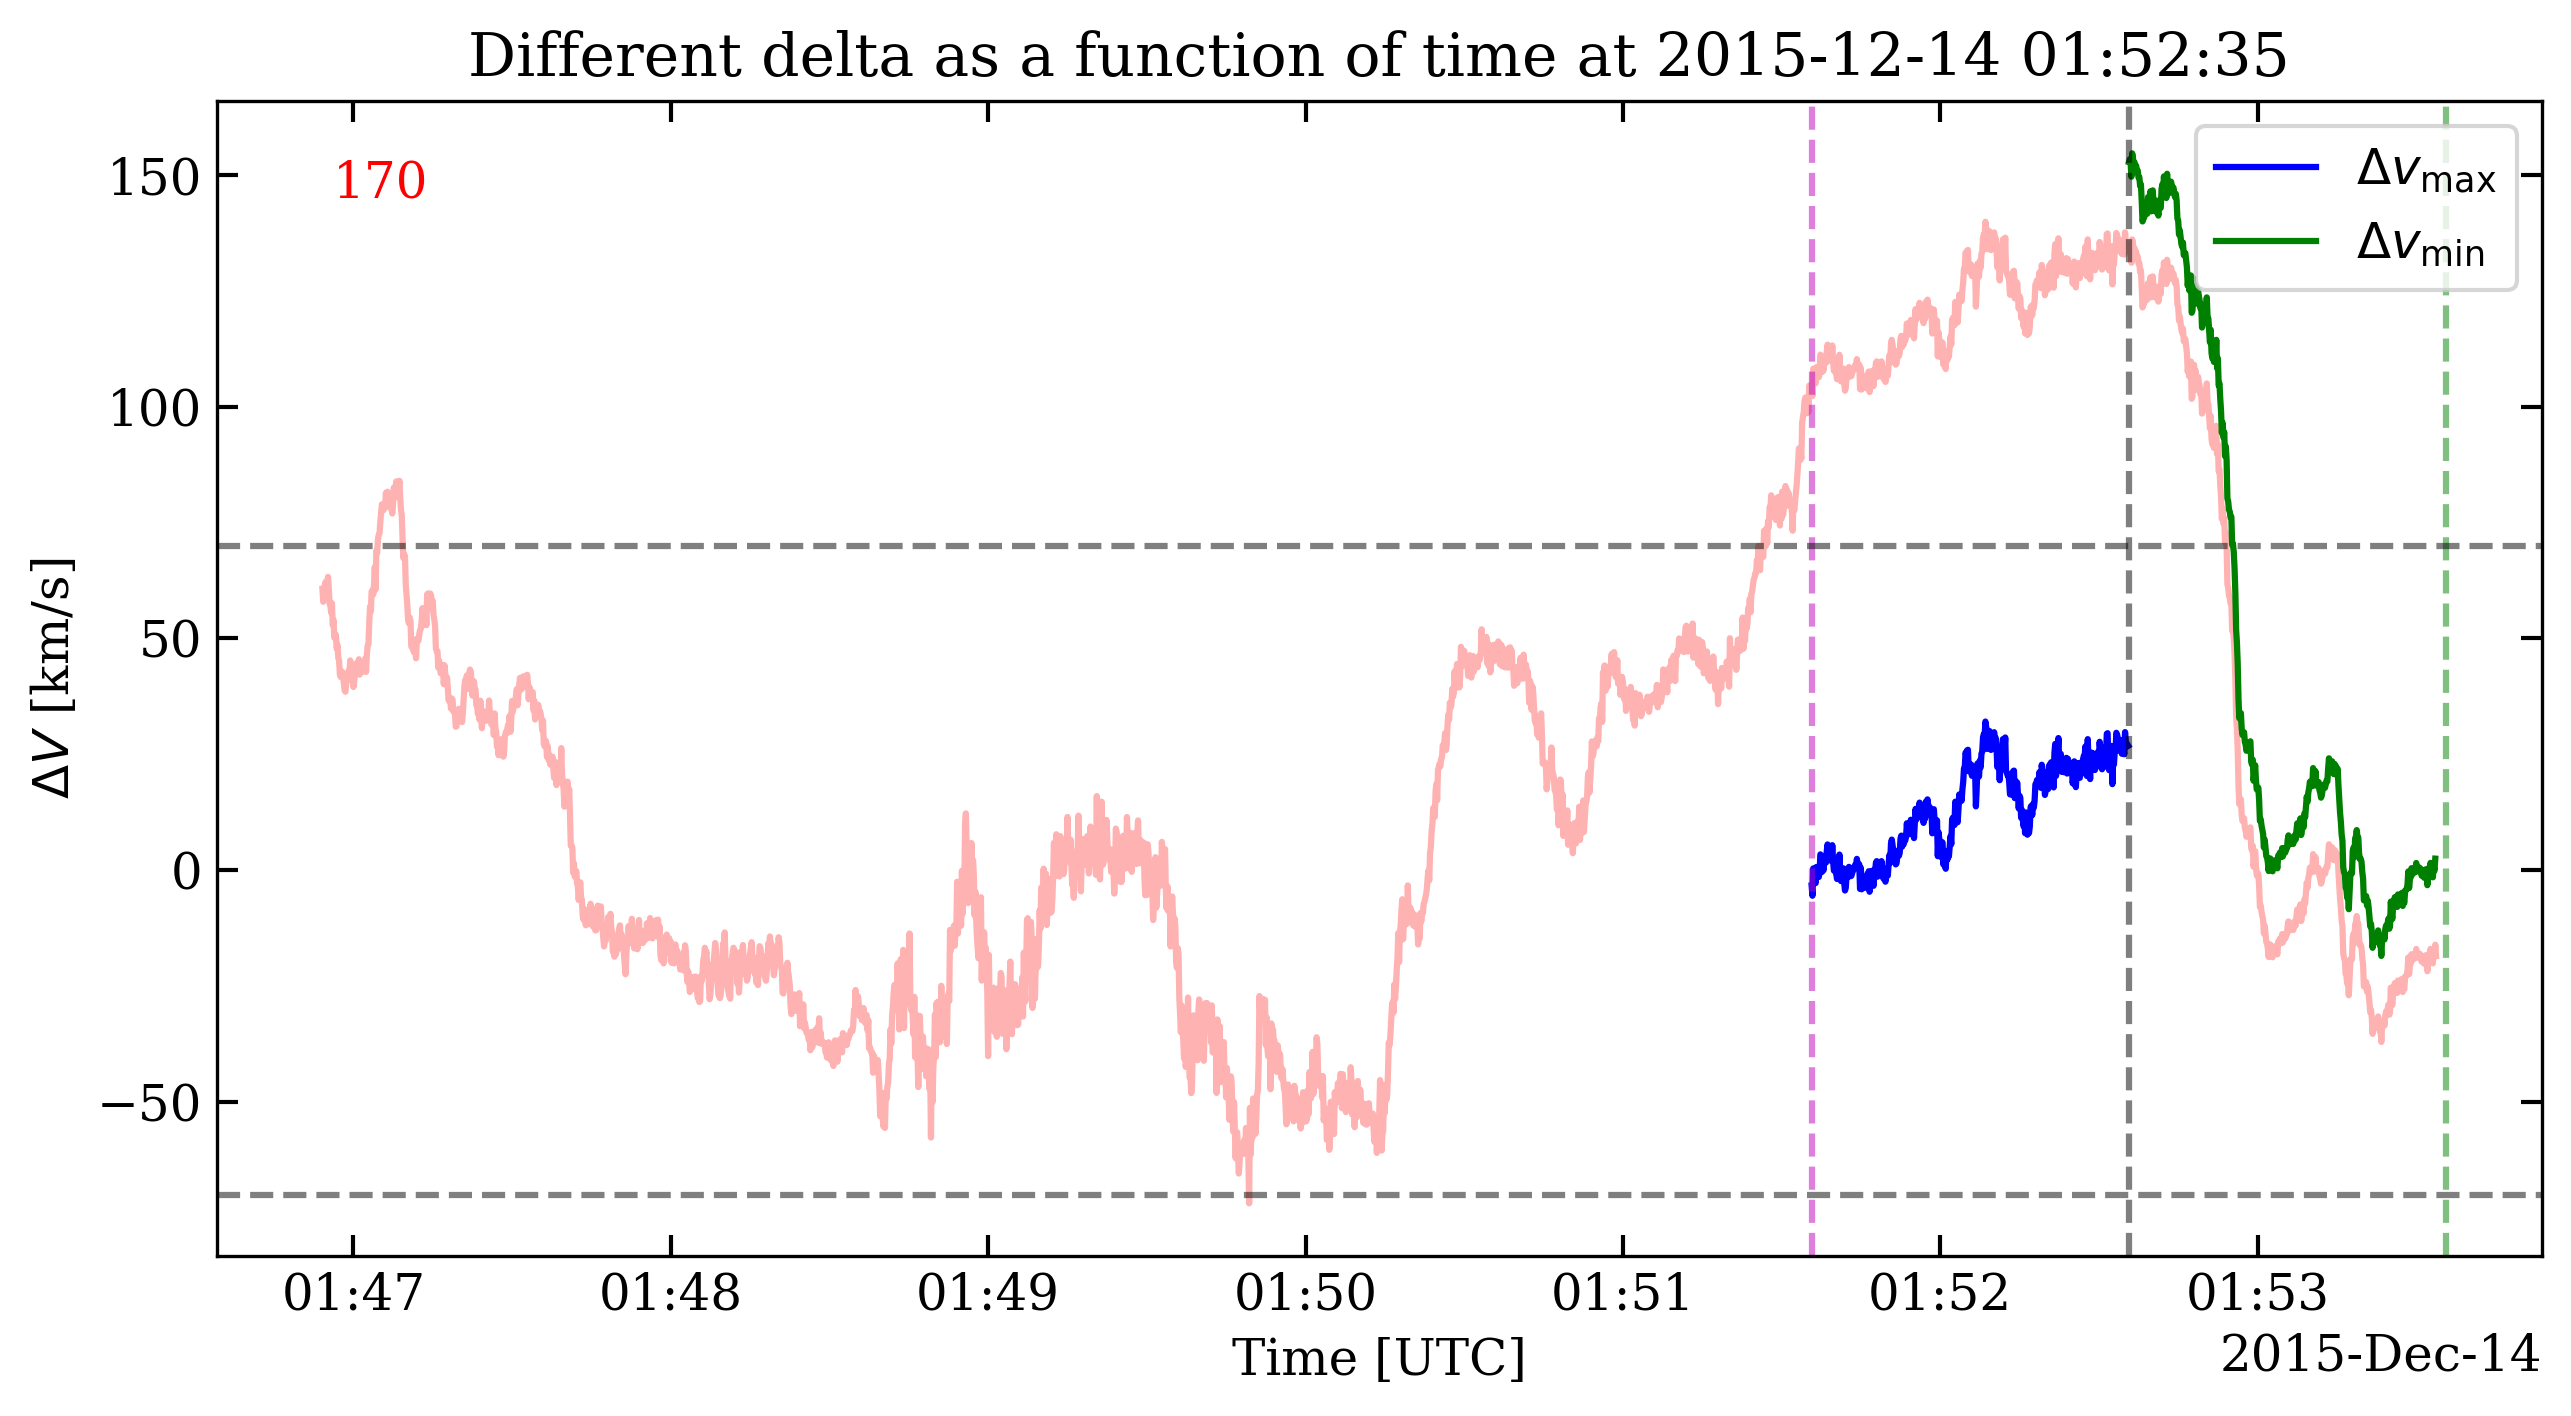 Different delta as a function of time at 2015-12-14 01:52:35
170
Δv_max
Δv_min
150
100
50
0
−50
ΔV [km/s]
01:47 01:48 01:49 01:50 01:51 01:52 01:53
Time [UTC]
2015-Dec-14